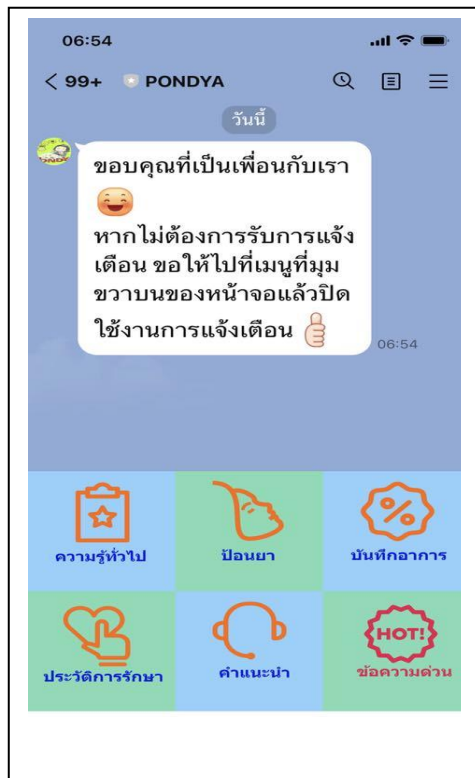 06:54
99+ PONDYA
วันนี้
ขอบคุณที่เป็นเพื่อนกับเรา
หากไม่ต้องการรับการแจ้ง
เตือน ขอให้ไปที่เมนูที่มุม
ขวาบนของหน้าจอแล้วปิด
ใช้งานการแจ้งเตือน
06:54
ความรู้ทั่วไป
ป้อนยา
บันทึกอาการ
ประวัติการรักษา
คำแนะนำ
HOT!
ข้อความด่วน